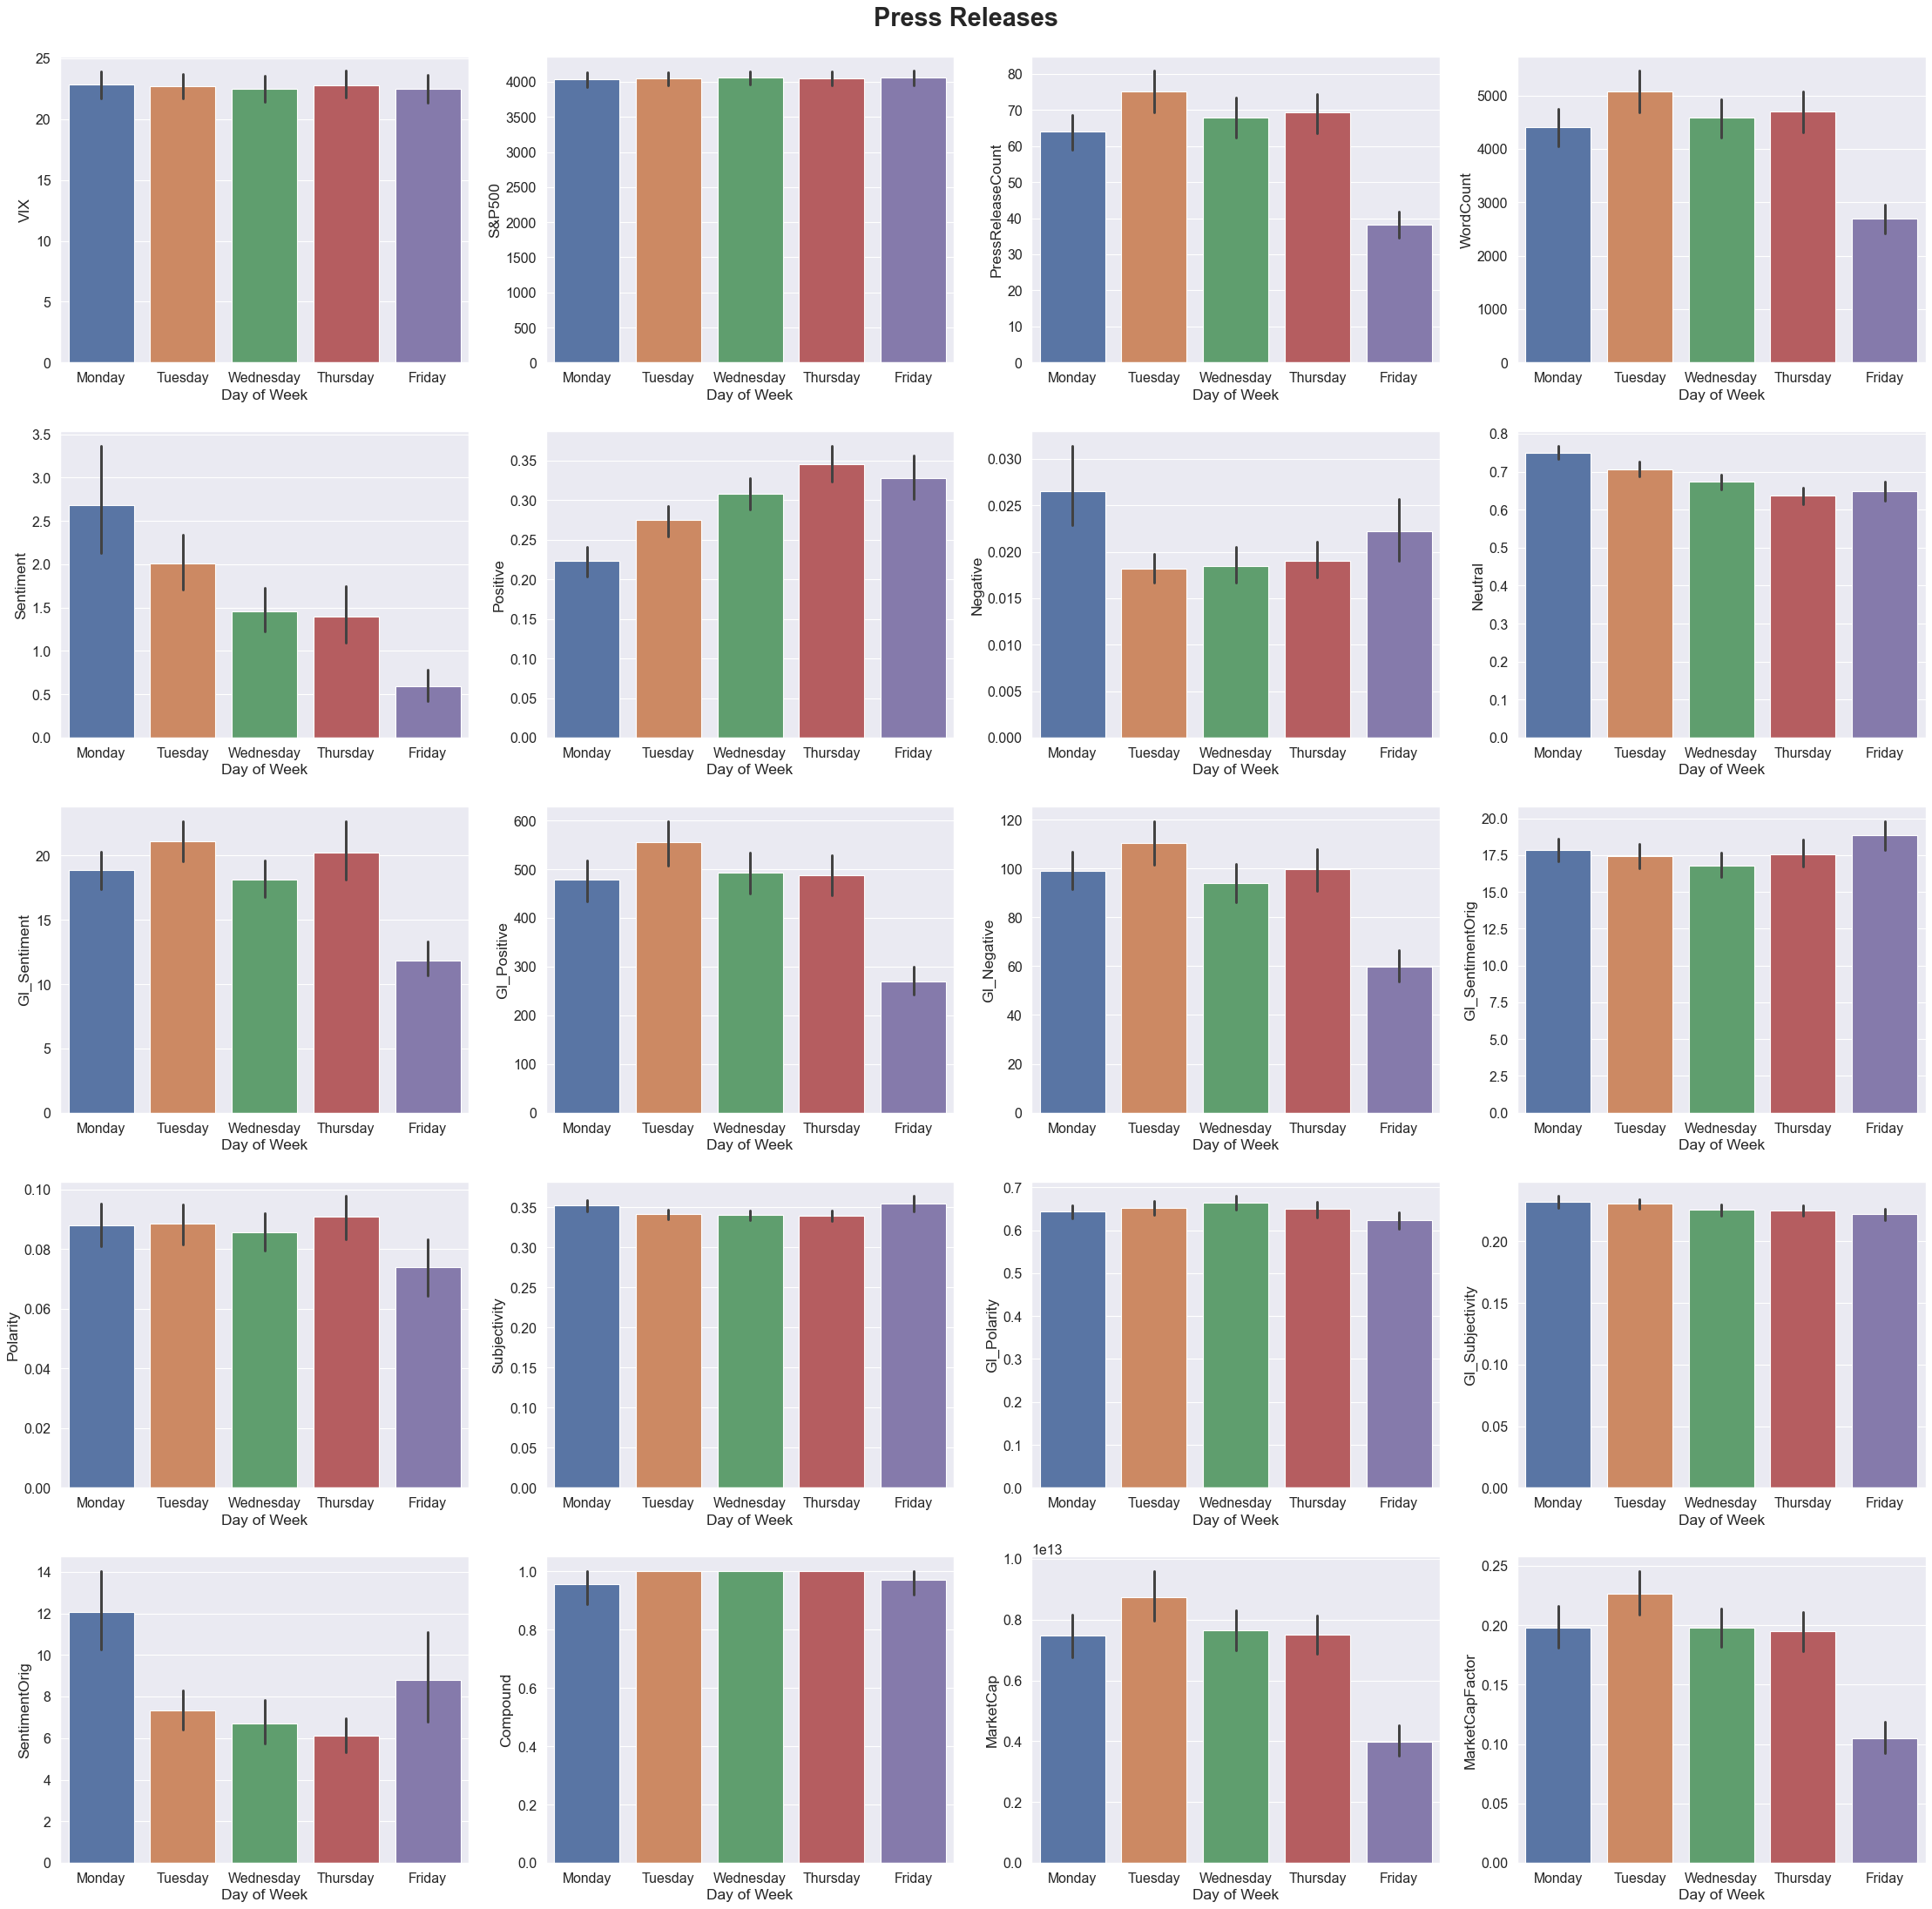 Press Releases
VIX
25
20
15
10
5
0
Monday Tuesday Wednesday Thursday Friday
Day of Week
S&P500
4000
3500
3000
2500
2000
1500
1000
500
0
Monday Tuesday Wednesday Thursday Friday
Day of Week
PressReleaseCount
80
70
60
50
40
30
20
10
0
Monday Tuesday Wednesday Thursday Friday
Day of Week
WordCount
5000
4000
3000
2000
1000
0
Monday Tuesday Wednesday Thursday Friday
Day of Week
Sentiment
3.5
3.0
2.5
2.0
1.5
1.0
0.5
0.0
Monday Tuesday Wednesday Thursday Friday
Day of Week
Positive
0.35
0.30
0.25
0.20
0.15
0.10
0.05
0.00
Monday Tuesday Wednesday Thursday Friday
Day of Week
Negative
0.030
0.025
0.020
0.015
0.010
0.005
0.000
Monday Tuesday Wednesday Thursday Friday
Day of Week
Neutral
0.8
0.7
0.6
0.5
0.4
0.3
0.2
0.1
0.0
Monday Tuesday Wednesday Thursday Friday
Day of Week
GI_Sentiment
20
15
10
5
0
Monday Tuesday Wednesday Thursday Friday
Day of Week
GI_Positive
600
500
400
300
200
100
0
Monday Tuesday Wednesday Thursday Friday
Day of Week
GI_Negative
120
100
80
60
40
20
0
Monday Tuesday Wednesday Thursday Friday
Day of Week
GI_SentimentOrig
20.0
17.5
15.0
12.5
10.0
7.5
5.0
2.5
0.0
Monday Tuesday Wednesday Thursday Friday
Day of Week
Polarity
0.10
0.08
0.06
0.04
0.02
0.00
Monday Tuesday Wednesday Thursday Friday
Day of Week
Subjectivity
0.35
0.30
0.25
0.20
0.15
0.10
0.05
0.00
Monday Tuesday Wednesday Thursday Friday
Day of Week
GI_Polarity
0.7
0.6
0.5
0.4
0.3
0.2
0.1
0.0
Monday Tuesday Wednesday Thursday Friday
Day of Week
GI_Subjectivity
0.20
0.15
0.10
0.05
0.00
Monday Tuesday Wednesday Thursday Friday
Day of Week
SentimentOrig
14
12
10
8
6
4
2
0
Monday Tuesday Wednesday Thursday Friday
Day of Week
Compound
1.0
0.8
0.6
0.4
0.2
0.0
Monday Tuesday Wednesday Thursday Friday
Day of Week
1e13
MarketCap
1.0
0.8
0.6
0.4
0.2
0.0
Monday Tuesday Wednesday Thursday Friday
Day of Week
MarketCapFactor
0.25
0.20
0.15
0.10
0.05
0.00
Monday Tuesday Wednesday Thursday Friday
Day of Week